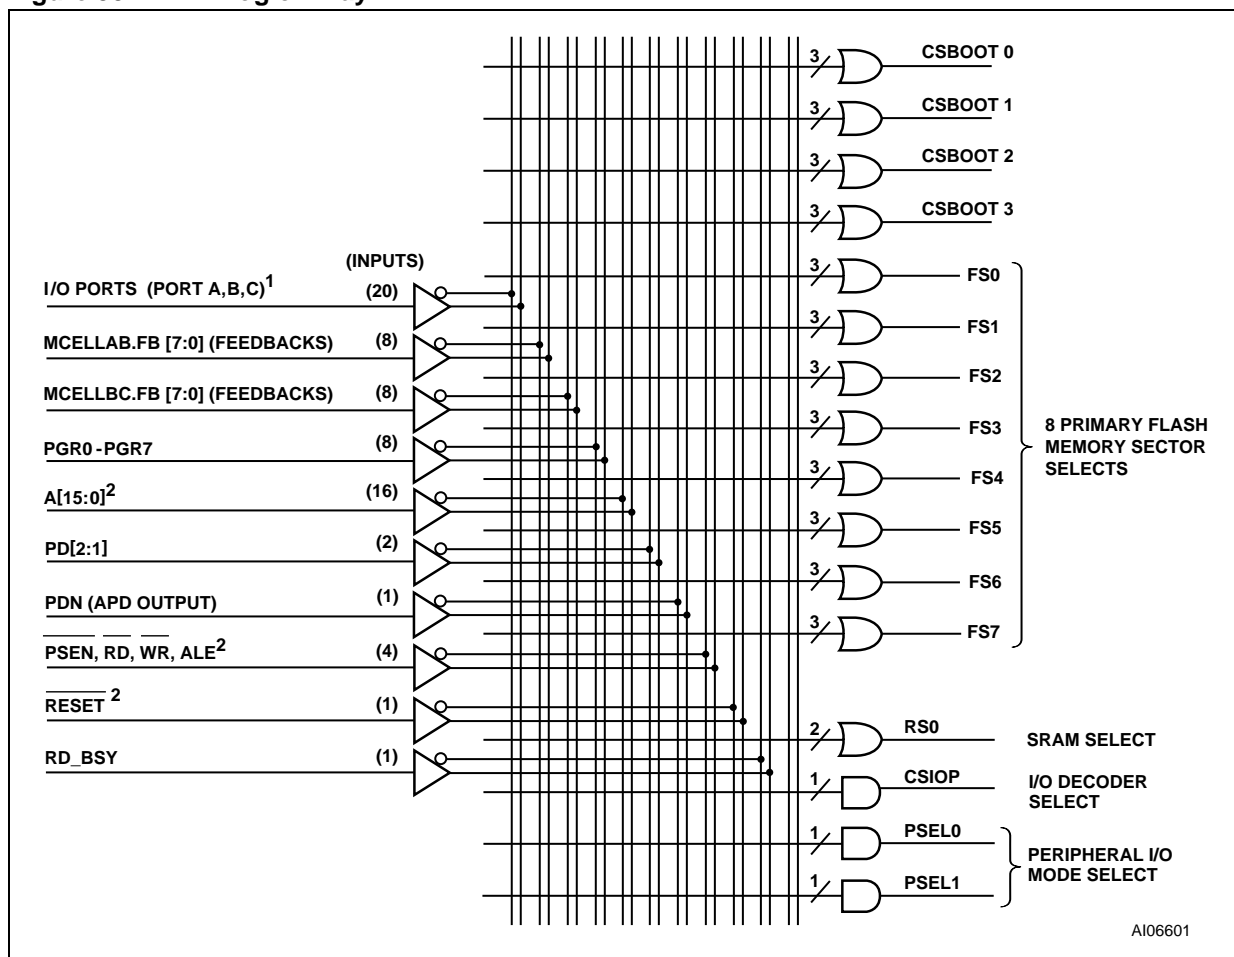 3 CSBOOT 0
3 CSBOOT 1
3 CSBOOT 2
3 CSBOOT 3
(INPUTS)
I/O PORTS (PORT A,B,C)1 (20)
MCELLAB.FB [7:0] (FEEDBACKS) (8)
MCELLBC.FB [7:0] (FEEDBACKS) (8)
PGR0 -PGR7 (8)
A[15:0]2 (16)
PD[2:1] (2)
PDN (APD OUTPUT) (1)
PSEN, RD, WR, ALE2 (4)
RESET 2 (1)
RD_BSY (1)
3 FS0
3 FS1
3 FS2
3 FS3
3 FS4
3 FS5
3 FS6
3 FS7
8 PRIMARY FLASH
MEMORY SECTOR
SELECTS
2 RS0 SRAM SELECT
1 CSIOP I/O DECODER
SELECT
1 PSEL0
1 PSEL1
PERIPHERAL I/O
MODE SELECT
AI06601